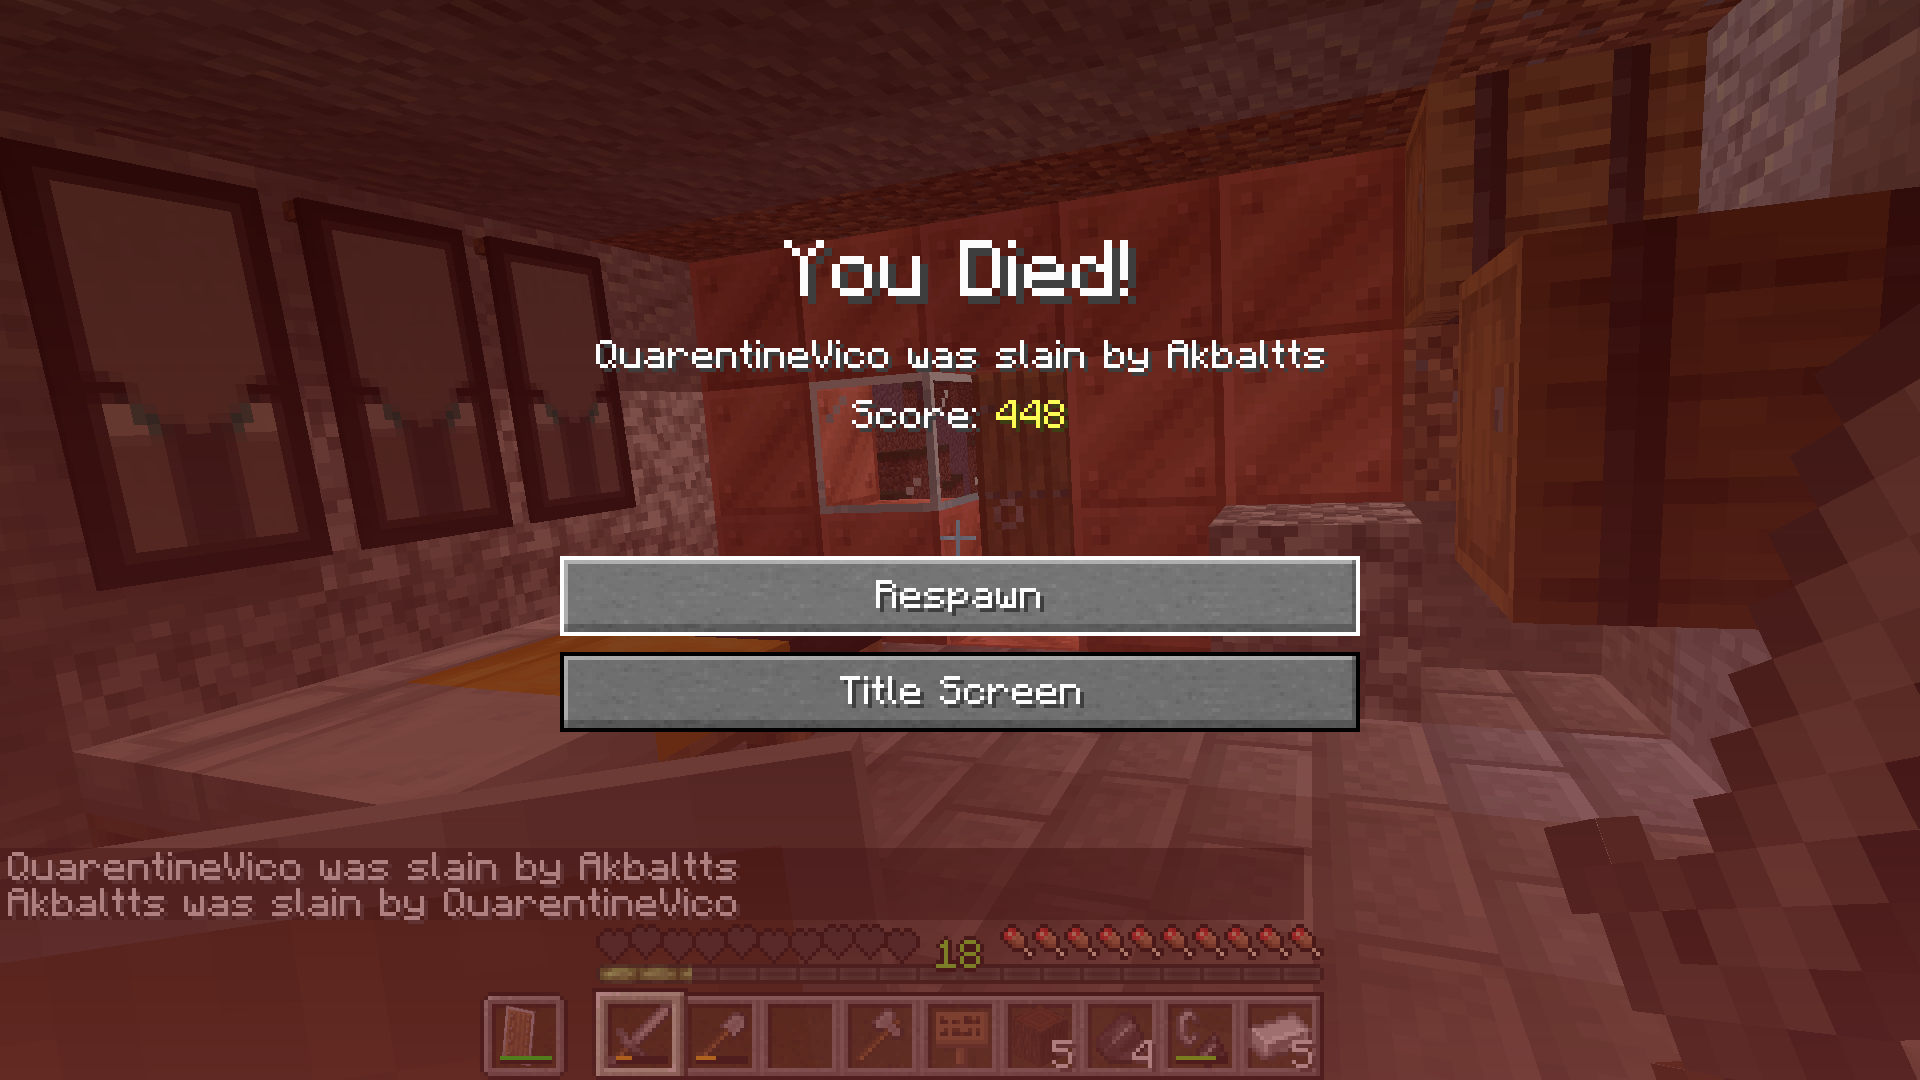 You Died!
QuarentineVico was slain by Akbaltts
Score: 448
Respawn
Title Screen
QuarentineVico was slain by Akbaltts
Akbaltts was slain by QuarentineVico
18
5
4
5